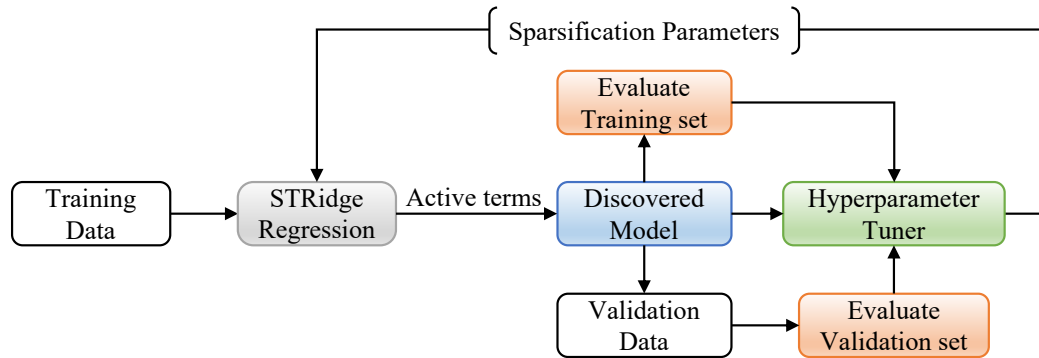 Sparsification Parameters
Evaluate
Training set
Training
Data
STRidge
Regression
Active terms
Discovered
Model
Hyperparameter
Tuner
Validation
Data
Evaluate
Validation set